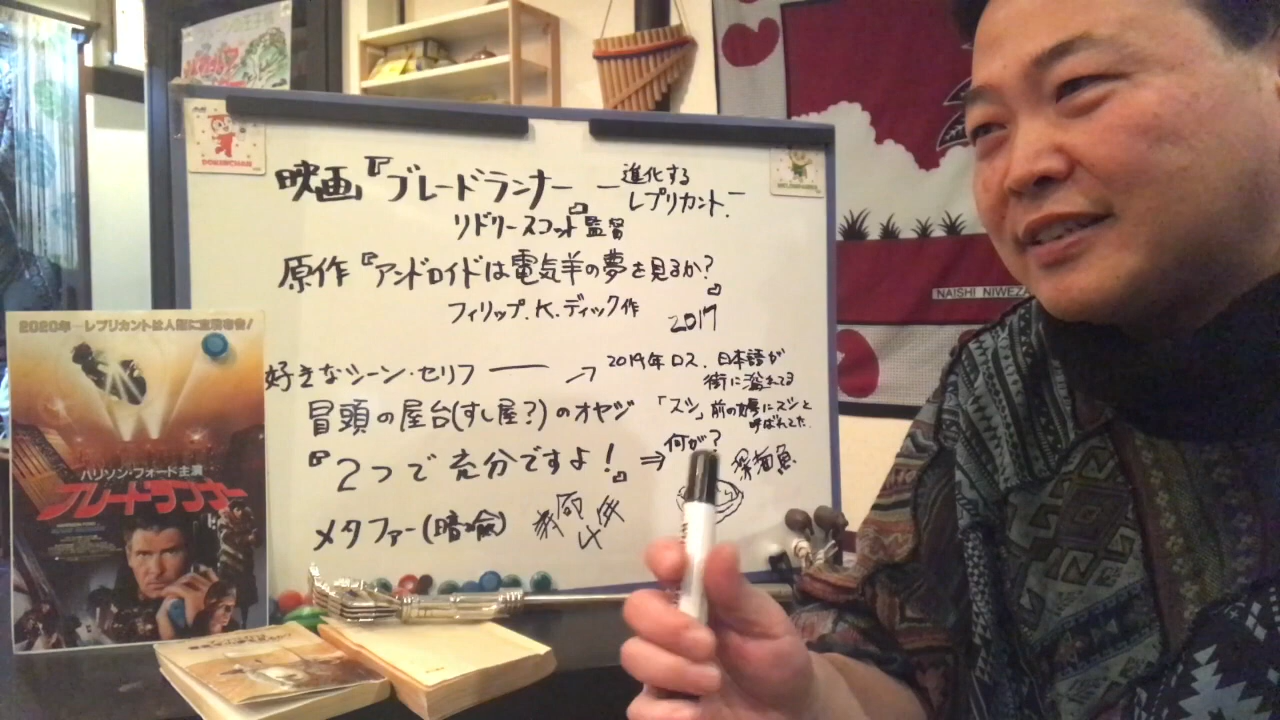 DOKINCHAN
映画『ブレードランナー』
―進化する
レプリカント.―
リドリースコット監督
原作『アンドロイドは電気羊の夢を見るか?』
フィリップ.K.ディック作
2017
好きなシーン・セリフ ―
→ 2019年ロス、日本語が
街に溢れてる
冒頭の屋台(すし屋?)のオヤジ
「スシ」前の妻にスシと
呼ばれてた.
『2つで充分ですよ!』
⇒ 何が?
深海魚
メタファー(暗喩)
NAISHI NIWEZA
2020年―レプリカントは人間に宣戦布告!
ハリソン・フォード主演
ブレードランナー